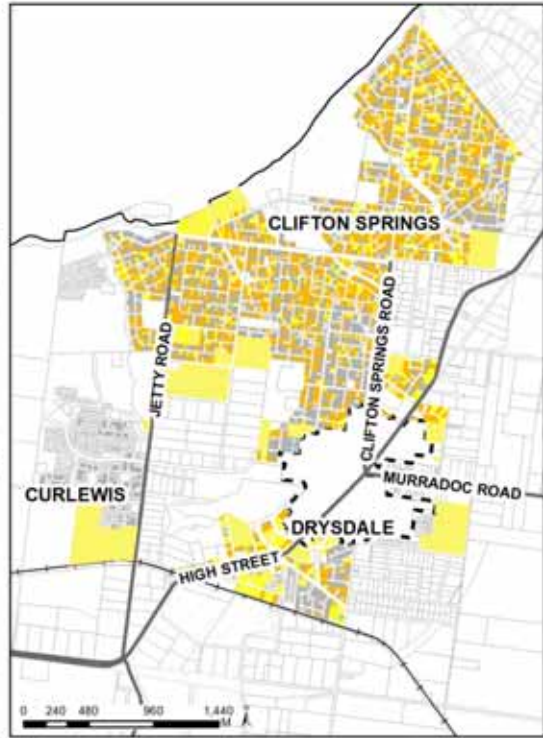 CLIFTON SPRINGS
CLIFTON SPRINGS ROAD
JETTY ROAD
CURLEWIS
MURRADOC ROAD
DRYSDALE
HIGH STREET
0 240 480 960 1,440
M